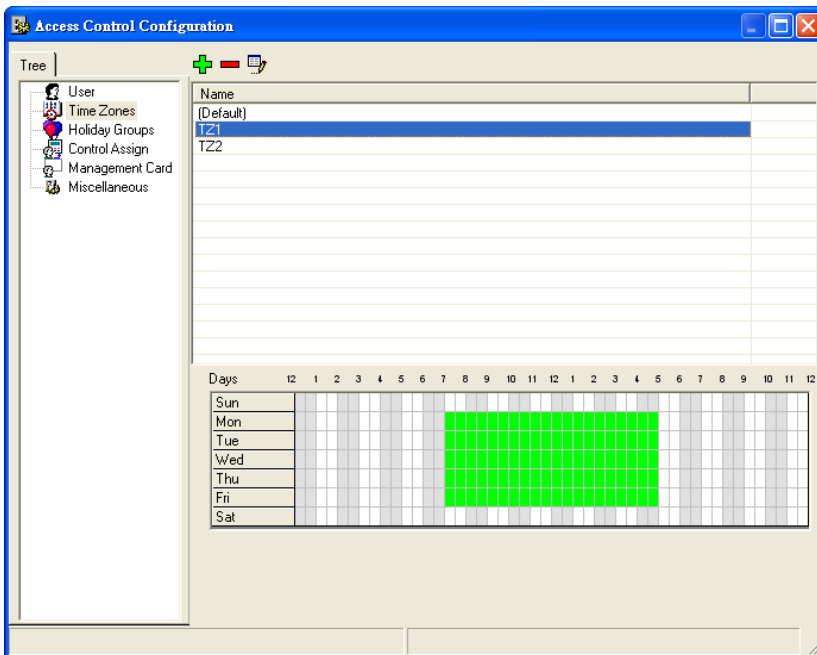 Access Control Configuration
Tree
User
Time Zones
Holiday Groups
Control Assign
Management Card
Miscellaneous
Name
(Default)
TZ1
TZ2
Days 12 1 2 3 4 5 6 7 8 9 10 11 12 1 2 3 4 5 6 7 8 9 10 11 12
Sun
Mon
Tue
Wed
Thu
Fri
Sat